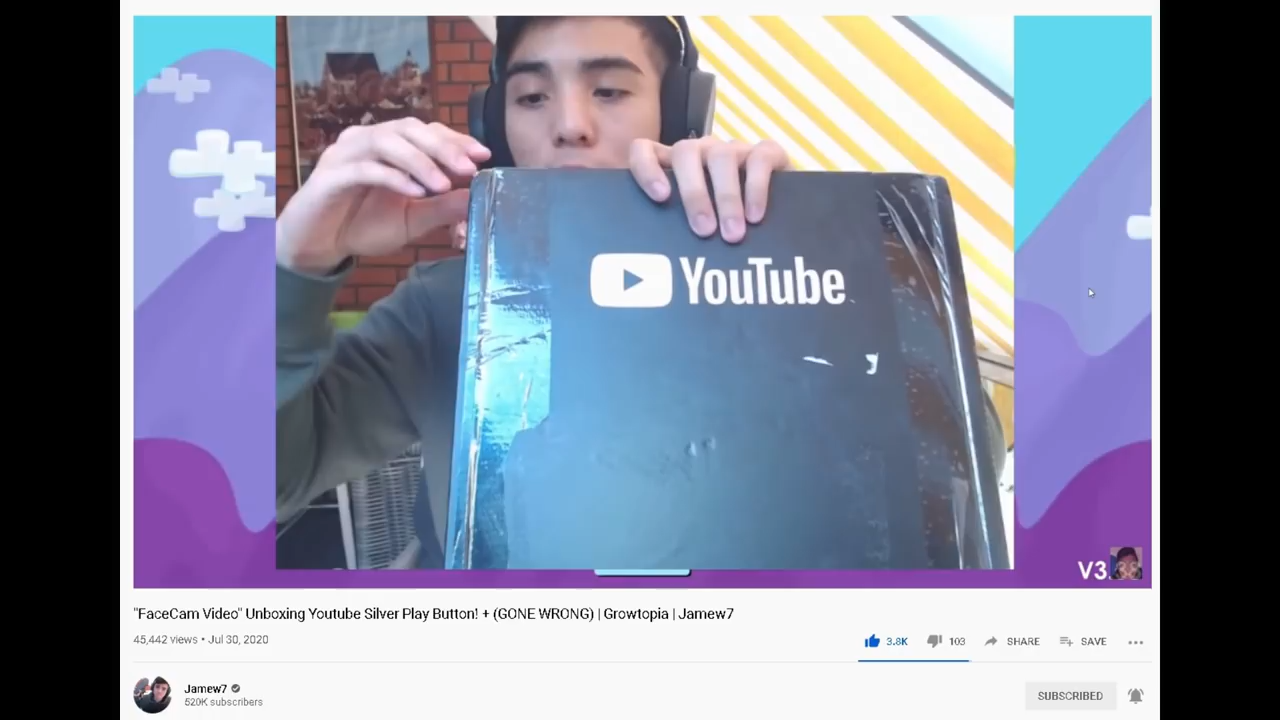 YouTube
V3.
"FaceCam Video" Unboxing Youtube Silver Play Button! + (GONE WRONG) | Growtopia | Jamew7
45,442 views • Jul 30, 2020
3.8K 103 SHARE SAVE
Jamew7
520K subscribers
SUBSCRIBED